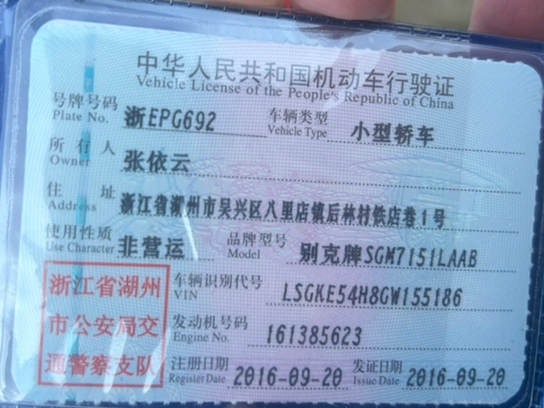 中华人民共和国机动车行驶证
Vehicle License of the People's Republic of China
号牌号码 浙EPG692 车辆类型 小型轿车
Plate No. Vehicle Type
所有人 张依云
Owner
住址 浙江省湖州市吴兴区八里店镇后林村铁店巷1号
Address
使用性质 非营运 品牌型号 别克牌SGM7151LAAB
Use Character Model
浙江省湖州
市公安局交
通警察支队
车辆识别代号 LSGKE54H8GW155186
VIN
发动机号码 161385623
Engine No.
注册日期 2016-09-20 发证日期 2016-09-20
Register Date Issue Date